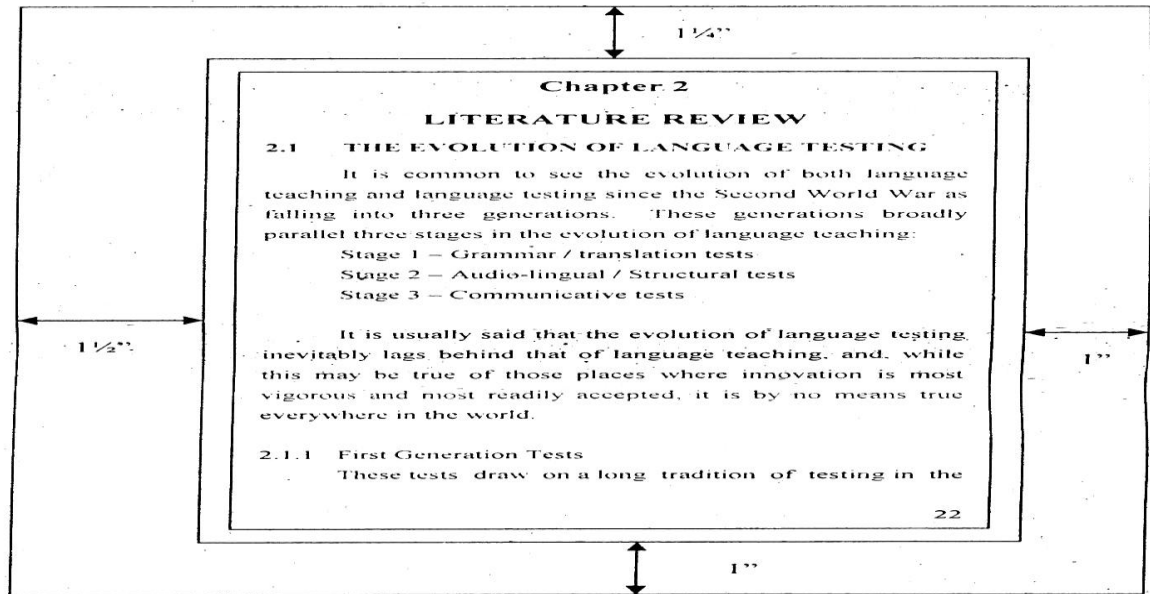 1 ¼”
Chapter 2
LITERATURE REVIEW
2.1 THE EVOLUTION OF LANGUAGE TESTING
It is common to see the evolution of both language
teaching and language testing since the Second World War as
falling into three generations. These generations broadly
parallel three stages in the evolution of language teaching:
Stage 1 – Grammar / translation tests
Stage 2 – Audio-lingual / Structural tests
Stage 3 – Communicative tests
It is usually said that the evolution of language testing
inevitably lags behind that of language teaching, and, while
this may be true of those places where innovation is most
vigorous and most readily accepted, it is by no means true
everywhere in the world.
1 ½”
1”
2.1.1 First Generation Tests
These tests draw on a long tradition of testing in the
22
1”